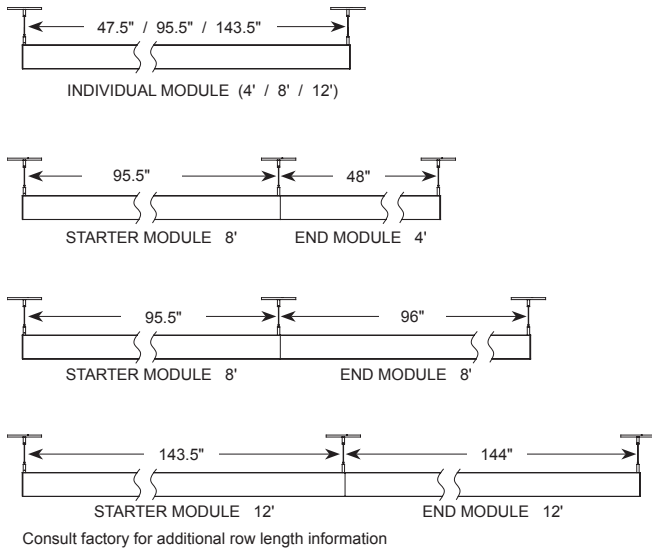 47.5" / 95.5" / 143.5"
INDIVIDUAL MODULE (4' / 8' / 12')
95.5" 48"
STARTER MODULE 8' END MODULE 4'
95.5" 96"
STARTER MODULE 8' END MODULE 8'
143.5" 144"
STARTER MODULE 12' END MODULE 12'
Consult factory for additional row length information